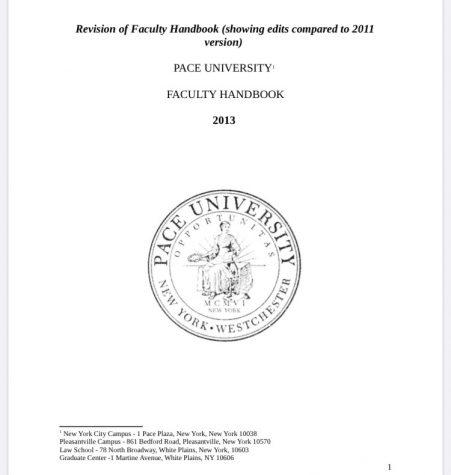 Revision of Faculty Handbook (showing edits compared to 2011
version)
PACE UNIVERSITY¹
FACULTY HANDBOOK
2013
PACE UNIVERSITY
OPPORTUNITAS
MCMVI
NEW YORK
NEW YORK • WESTCHESTER
¹ New York City Campus - 1 Pace Plaza, New York, New York 10038
Pleasantville Campus - 861 Bedford Road, Pleasantville, New York 10570
Law School - 78 North Broadway, White Plains, New York, 10603
Graduate Center -1 Martine Avenue, White Plains, NY 10606
1